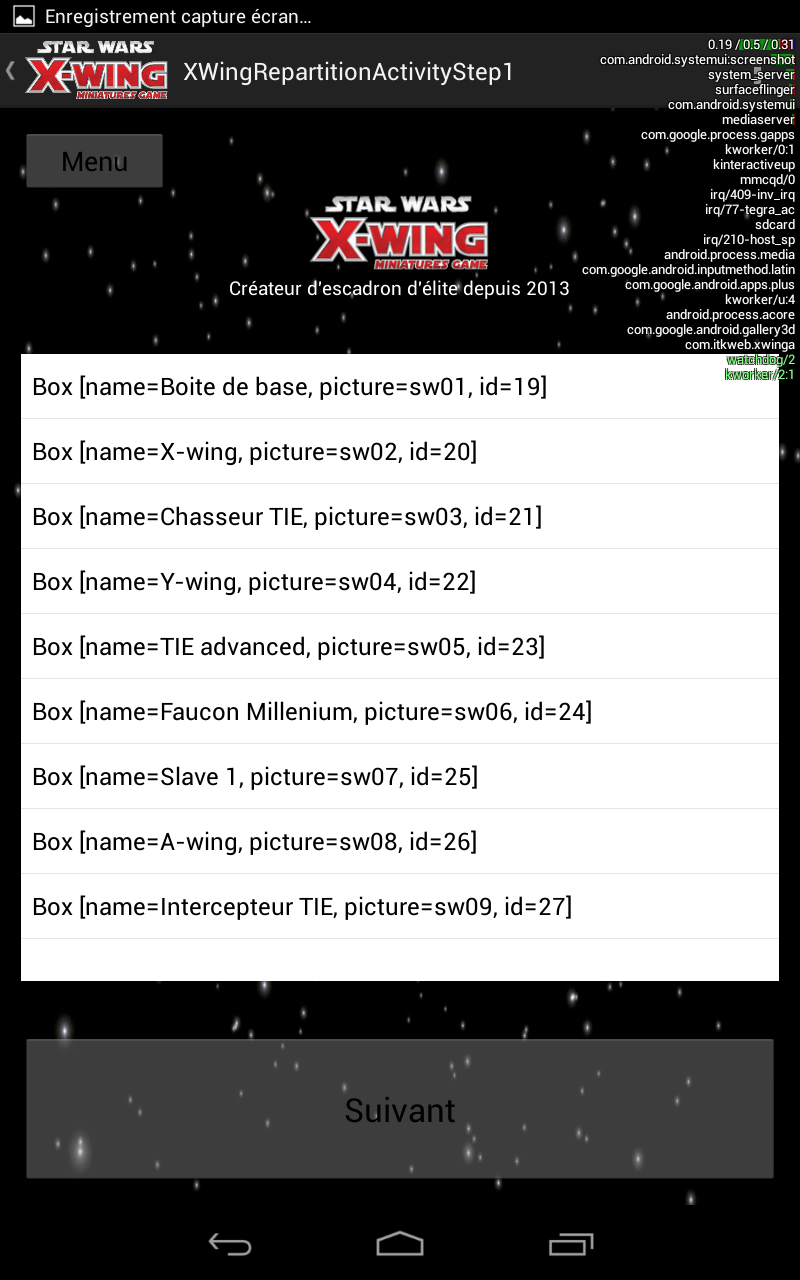 Enregistrement capture écran...
STAR WARS
X-WING
MINIATURES GAME
XWingRepartitionActivityStep1
0.19 / 0.5 / 0.31
com.android.systemui:screenshot
system_server
surfaceflinger
com.android.systemui
mediaserver
com.google.process.gapps
kworker/0:1
kinteractiveup
mmcqd/0
irq/409-inv_irq
irq/77-tegra_ac
sdcard
irq/210-host_sp
android.process.media
com.google.android.inputmethod.latin
com.google.android.apps.plus
kworker/u:4
android.process.acore
com.google.android.gallery3d
com.itkweb.xwinga
watchdog/2
kworker/2:1
Menu
STAR WARS
X-WING
MINIATURES GAME
Créateur d'escadron d'élite depuis 2013
Box [name=Boite de base, picture=sw01, id=19]
Box [name=X-wing, picture=sw02, id=20]
Box [name=Chasseur TIE, picture=sw03, id=21]
Box [name=Y-wing, picture=sw04, id=22]
Box [name=TIE advanced, picture=sw05, id=23]
Box [name=Faucon Millenium, picture=sw06, id=24]
Box [name=Slave 1, picture=sw07, id=25]
Box [name=A-wing, picture=sw08, id=26]
Box [name=Intercepteur TIE, picture=sw09, id=27]
Suivant